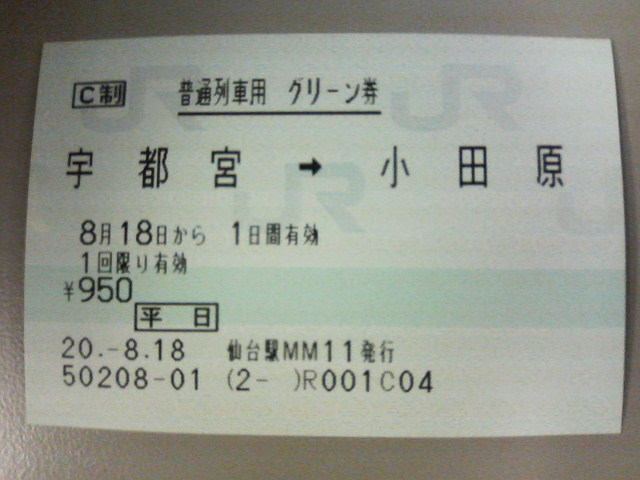 C制 普通列車用 グリーン券
宇都宮 → 小田原
8月18日から 1日間有効
1回限り有効
¥950
平日
20.-8.18 仙台駅MM11発行
50208-01 (2- )R001C04